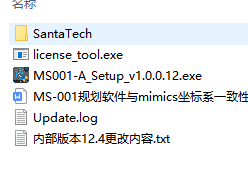 名称
SantaTech
license_tool.exe
MS001-A_Setup_v1.0.0.12.exe
MS-001规划软件与mimics坐标系一致性
Update.log
内部版本12.4更改内容.txt